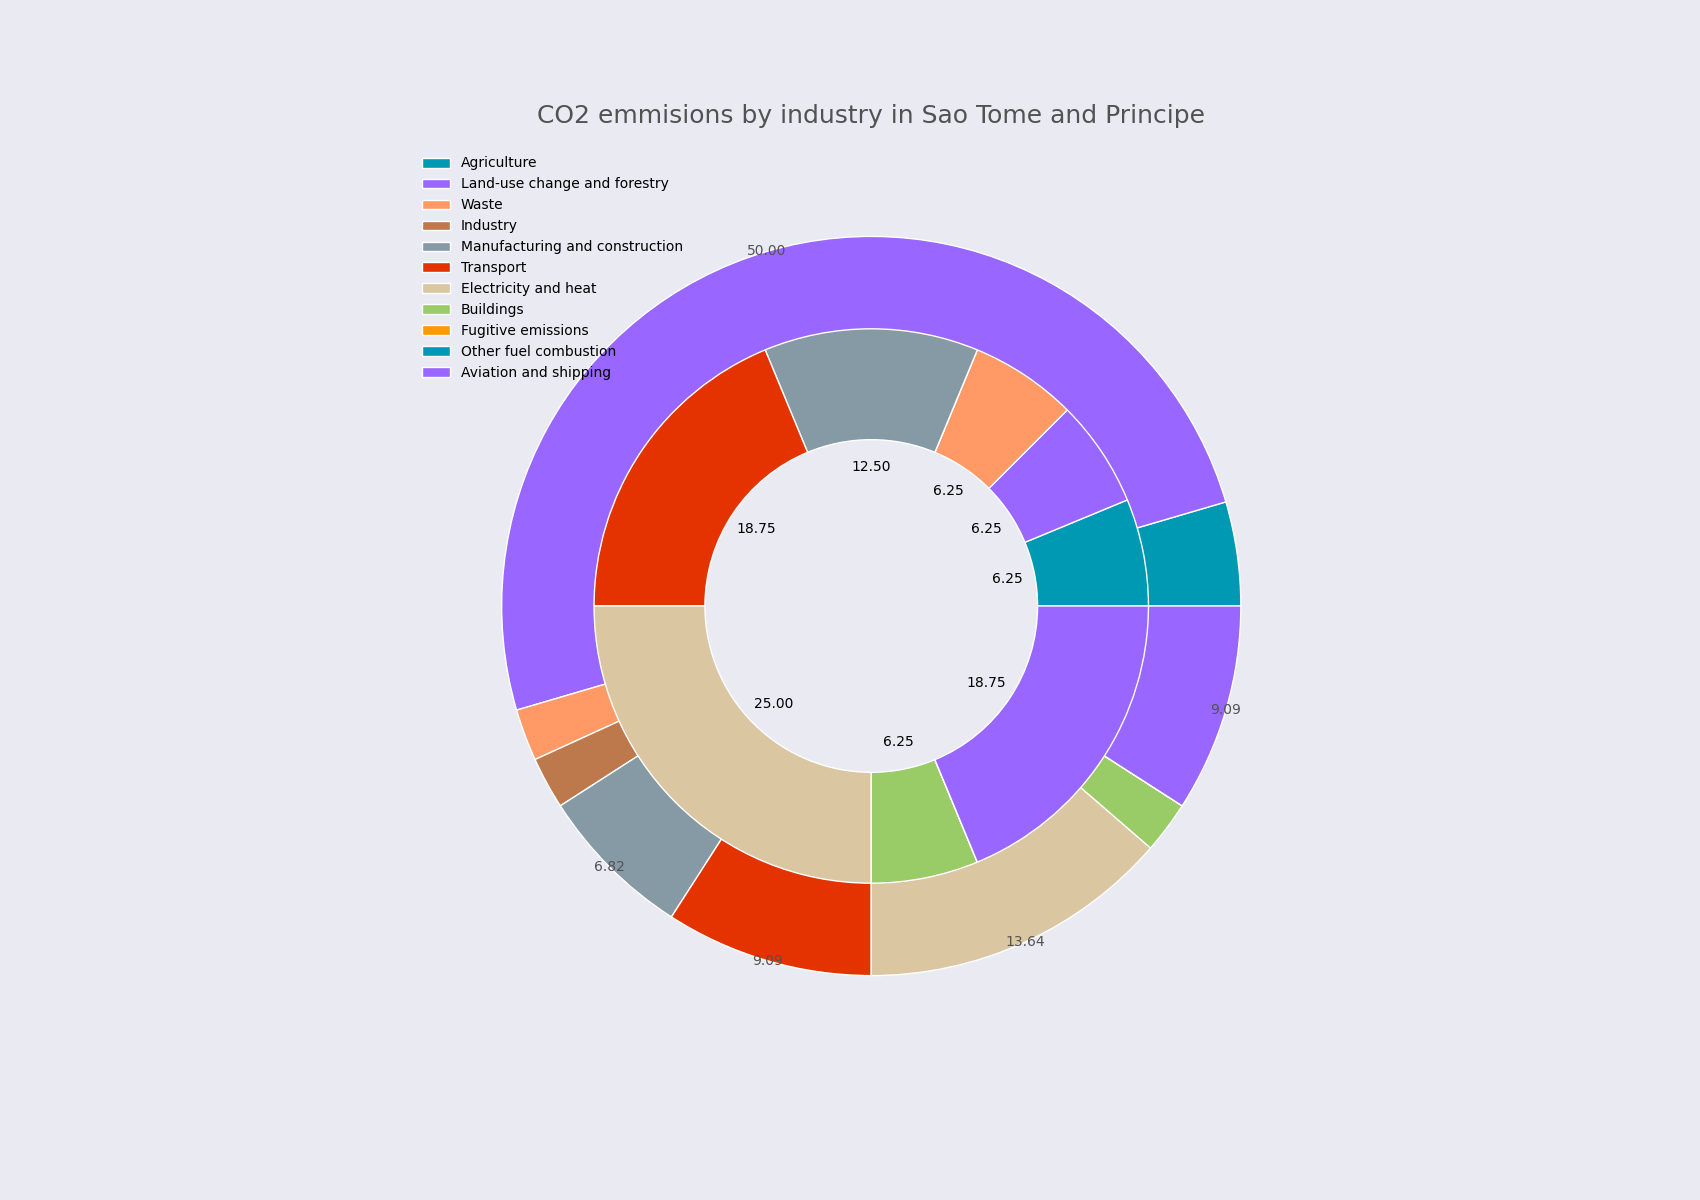 CO2 emmisions by industry in Sao Tome and Principe
Agriculture
Land-use change and forestry
Waste
Industry
Manufacturing and construction
Transport
Electricity and heat
Buildings
Fugitive emissions
Other fuel combustion
Aviation and shipping
50.00
12.50
6.25
18.75
6.25
6.25
18.75
25.00
9.09
6.25
6.82
13.64
9.09